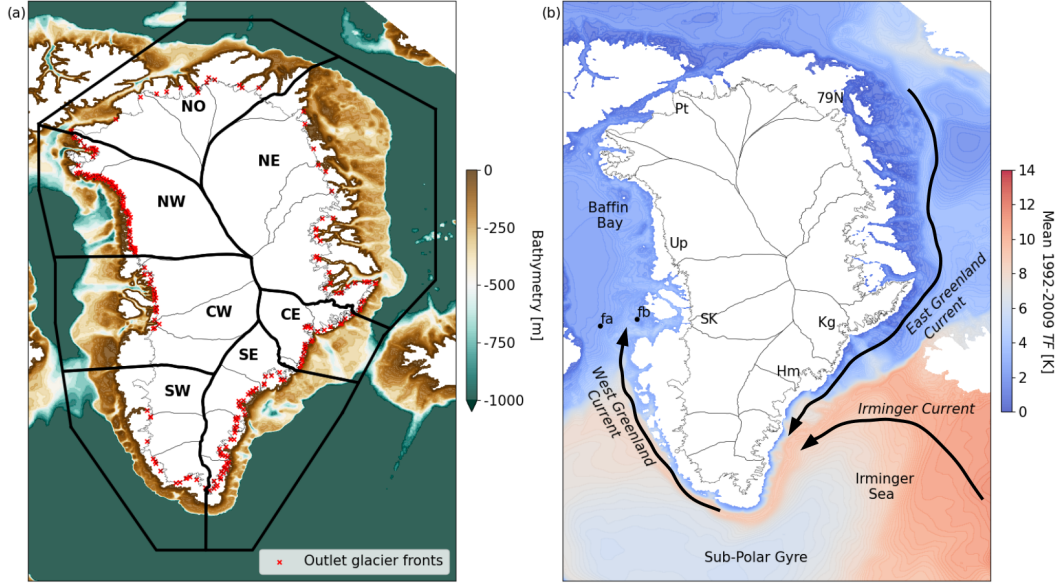 (a)
NO
NE
NW
CW
CE
SE
SW
Outlet glacier fronts
0
-250
-500
-750
-1000
Bathymetry [m]
(b)
79N
Pt
Baffin
Bay
Up
fa
fb
SK
Kg
Hm
East Greenland
Current
West Greenland
Current
Irminger Current
Irminger
Sea
Sub-Polar Gyre
14
12
10
8
6
4
2
0
Mean 1992-2009 TF [K]